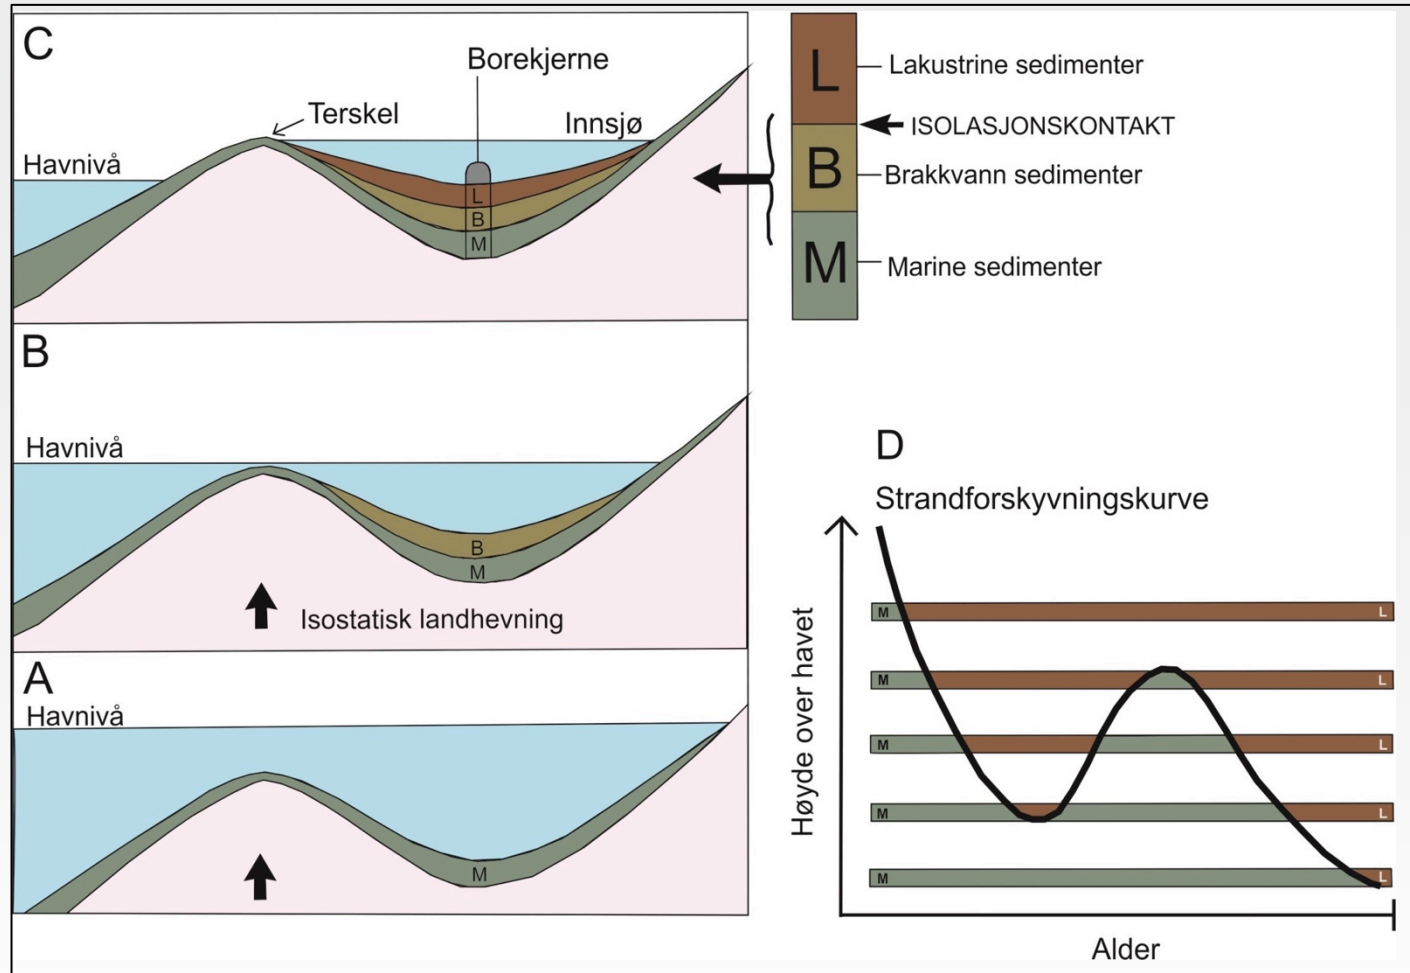 C
Borekjerne
Terskel
Innsjø
Havnivå
L
B
M
L
Lakustrine sedimenter
ISOLASJONSKONTAKT
B
Brakkvann sedimenter
M
Marine sedimenter
B
Havnivå
B
M
Isostatisk landhevning
A
Havnivå
M
D
Strandforskyvningskurve
Høyde over havet
M L
M L
M L
M L
M L
Alder